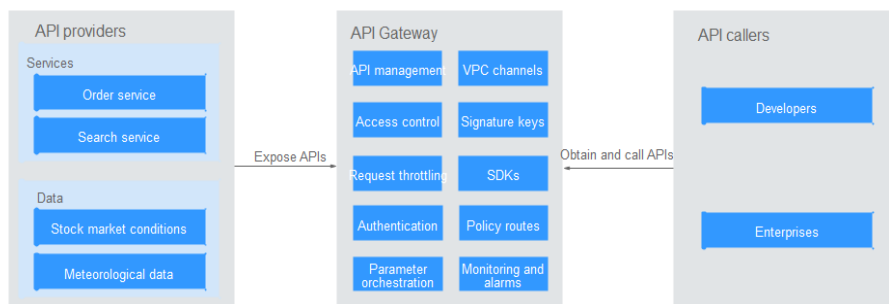 API providers
Services
Order service
Search service
Data
Stock market conditions
Meteorological data
Expose APIs
API Gateway
API management
VPC channels
Access control
Signature keys
Request throttling
SDKs
Authentication
Policy routes
Parameter
orchestration
Monitoring and
alarms
Obtain and call APIs
API callers
Developers
Enterprises